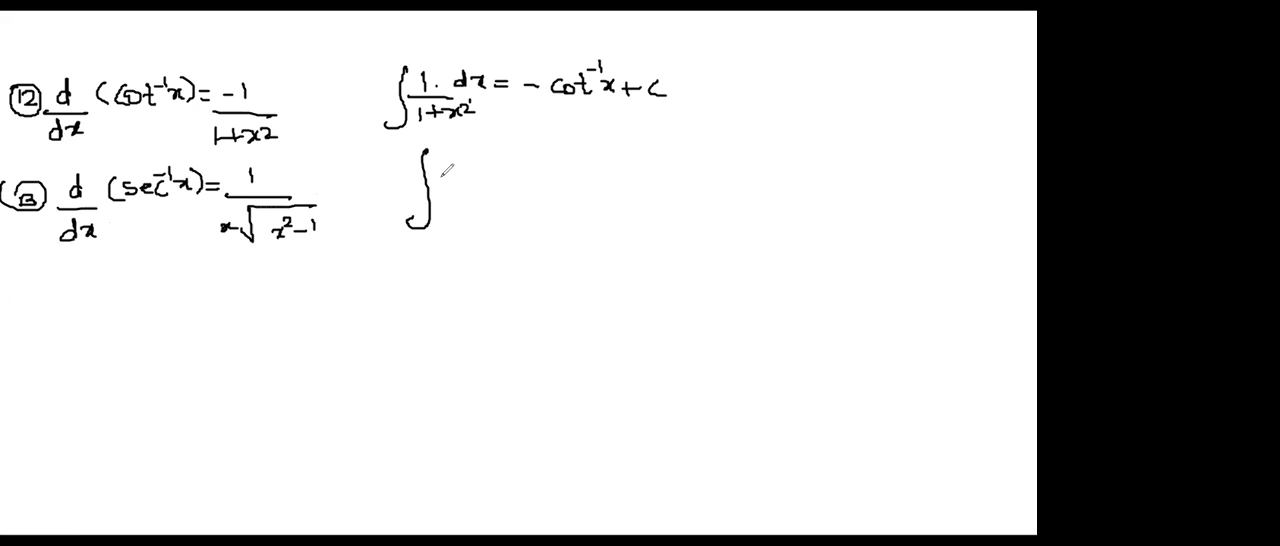 ⑫ d/dx (cot⁻¹x) = -1/1+x2 ∫ 1/1+x² . dx = - cot⁻¹x + c
⑬ d/dx (sec⁻¹x) = 1/x√x²-1 ∫